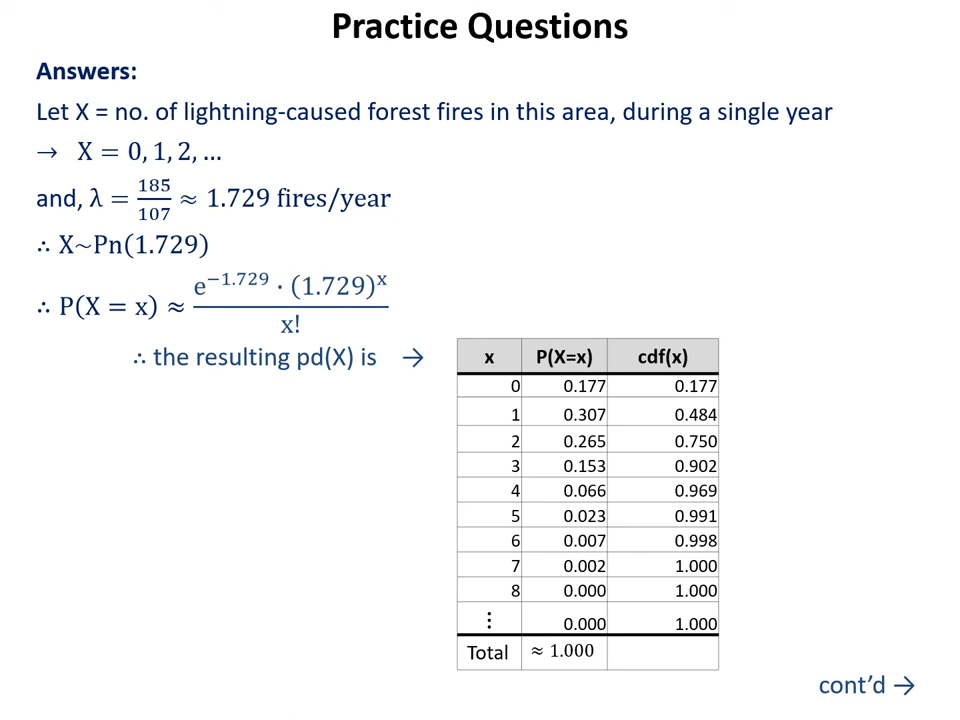 Practice Questions
Answers:
Let X = no. of lightning-caused forest fires in this area, during a single year
→ X = 0, 1, 2, …
and, λ = 185/107 ≈ 1.729 fires/year
∴ X~Pn(1.729)
∴ P(X = x) ≈ e^−1.729 · (1.729)^x / x!
∴ the resulting pd(X) is →
x P(X=x) cdf(x)
0 0.177 0.177
1 0.307 0.484
2 0.265 0.750
3 0.153 0.902
4 0.066 0.969
5 0.023 0.991
6 0.007 0.998
7 0.002 1.000
8 0.000 1.000
⋮ 0.000 1.000
Total ≈ 1.000
cont’d →